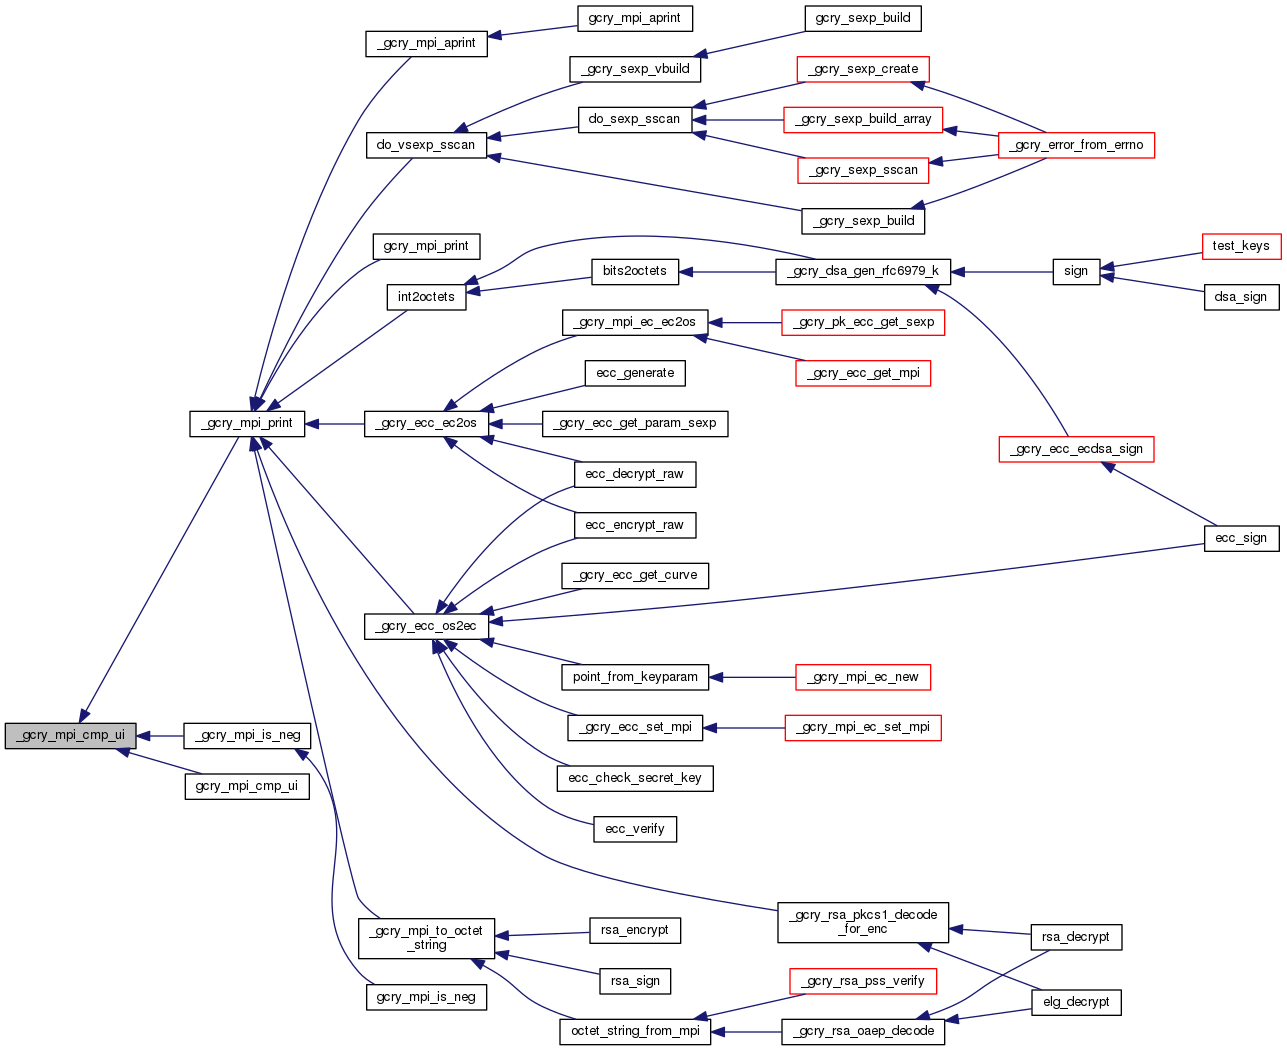 gcry_mpi_aprint
gcry_sexp_build
_gcry_mpi_aprint
_gcry_sexp_vbuild
_gcry_sexp_create
do_sexp_sscan
_gcry_sexp_build_array
do_vsexp_sscan
_gcry_error_from_errno
_gcry_sexp_sscan
_gcry_sexp_build
gcry_mpi_print
test_keys
bits2octets
_gcry_dsa_gen_rfc6979_k
sign
int2octets
dsa_sign
_gcry_mpi_ec_ec2os
_gcry_pk_ecc_get_sexp
ecc_generate
_gcry_ecc_get_mpi
_gcry_mpi_print
_gcry_ecc_ec2os
_gcry_ecc_get_param_sexp
_gcry_ecc_ecdsa_sign
ecc_decrypt_raw
ecc_encrypt_raw
ecc_sign
_gcry_ecc_get_curve
_gcry_ecc_os2ec
point_from_keyparam
_gcry_mpi_ec_new
_gcry_mpi_cmp_ui
_gcry_mpi_is_neg
_gcry_ecc_set_mpi
_gcry_mpi_ec_set_mpi
gcry_mpi_cmp_ui
ecc_check_secret_key
ecc_verify
_gcry_rsa_pkcs1_decode
_for_enc
_gcry_mpi_to_octet
_string
rsa_encrypt
rsa_decrypt
rsa_sign
_gcry_rsa_pss_verify
gcry_mpi_is_neg
elg_decrypt
octet_string_from_mpi
_gcry_rsa_oaep_decode